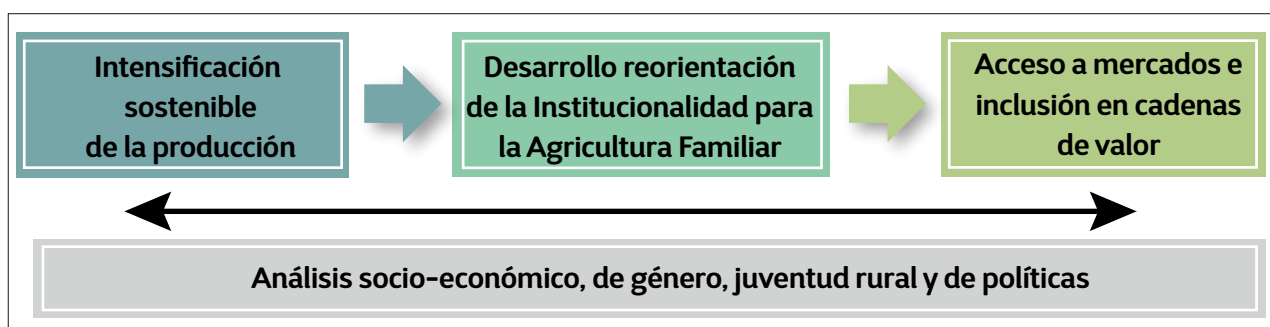 Intensificación
sostenible
de la producción
Desarrollo reorientación
de la Institucionalidad para
la Agricultura Familiar
Acceso a mercados e
inclusión en cadenas
de valor
Análisis socio-económico, de género, juventud rural y de políticas